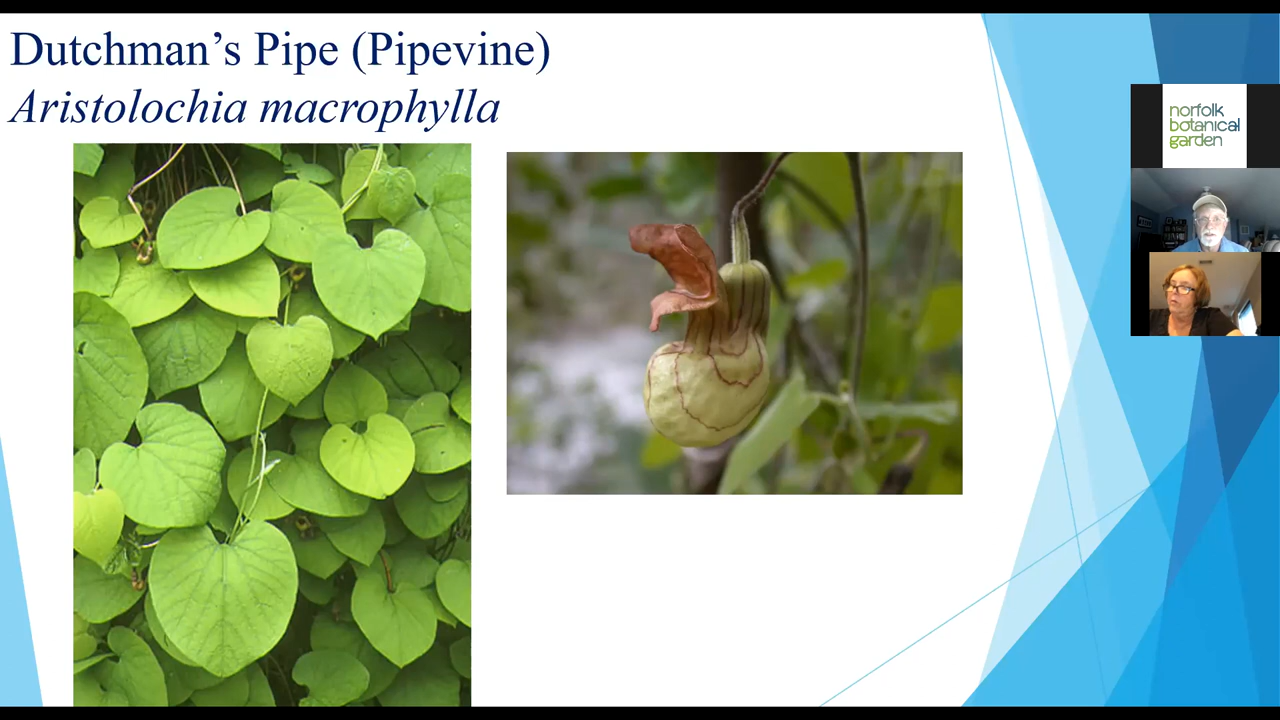 Dutchman’s Pipe (Pipevine)
Aristolochia macrophylla
norfolk
botanical
garden